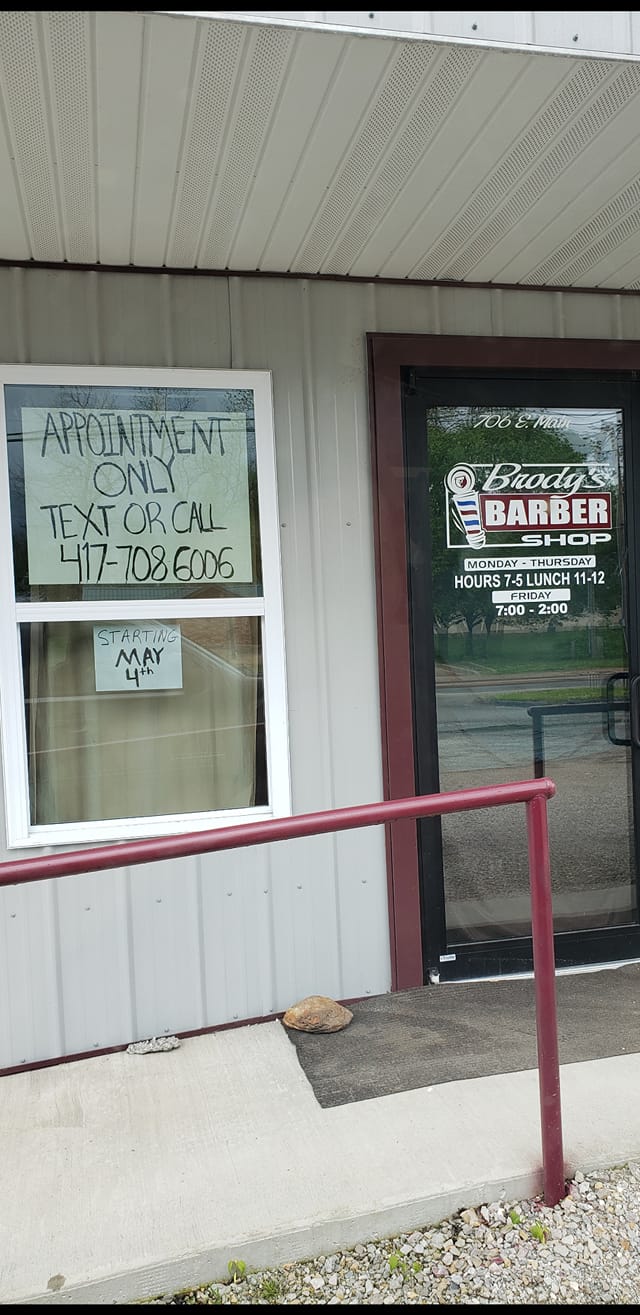 APPOINTMENT
ONLY
TEXT OR CALL
417-708 6006
STARTING
MAY
4th
706 E. Main
Brody's
BARBER
SHOP
MONDAY - THURSDAY
HOURS 7-5 LUNCH 11-12
FRIDAY
7:00 - 2:00